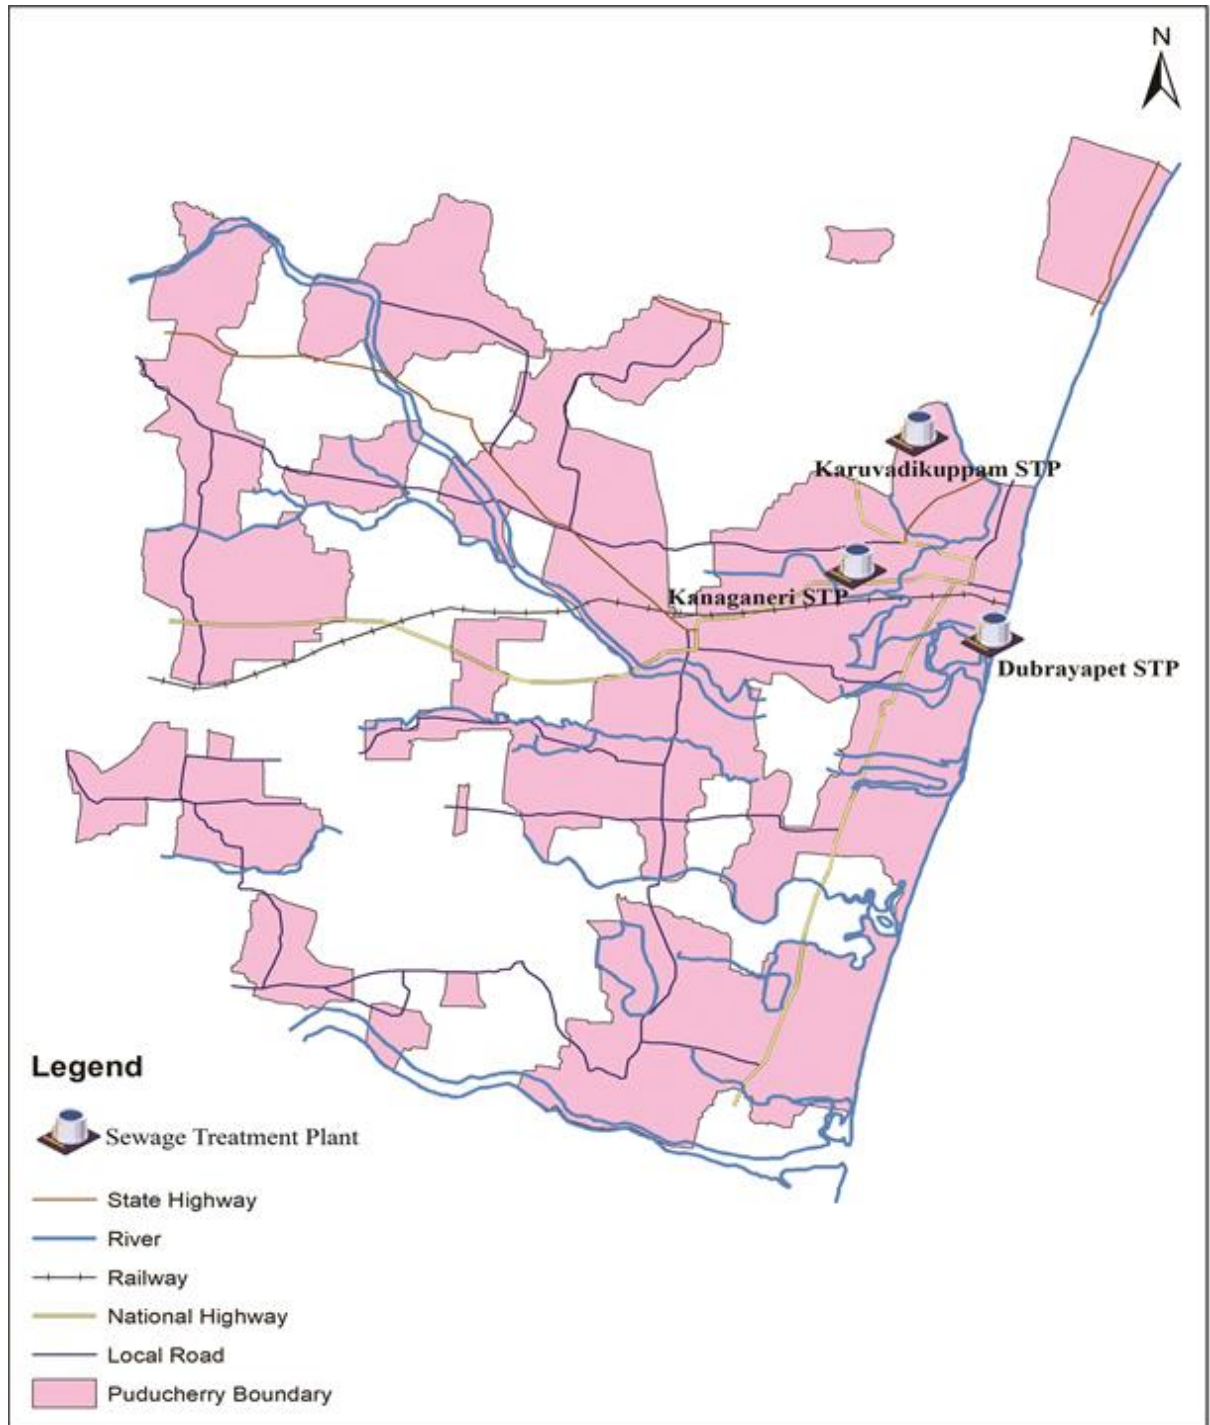 N
Karuvadikuppam STP
Kanaganeri STP
Dubrayapet STP
Legend
Sewage Treatment Plant
State Highway
River
Railway
National Highway
Local Road
Puducherry Boundary